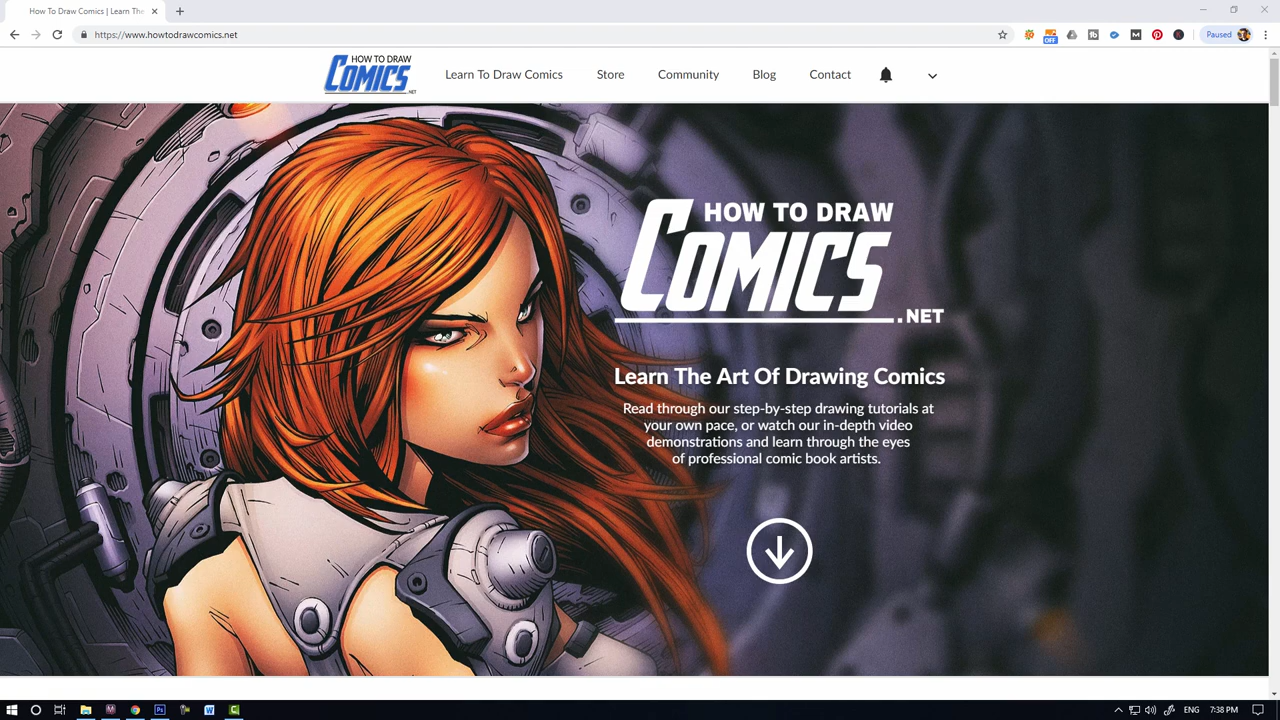 How To Draw Comics | Learn The
https://www.howtodrawcomics.net
OFF
Paused
HOW TO DRAW
COMICS
.NET
Learn To Draw Comics
Store
Community
Blog
Contact
HOW TO DRAW
COMICS
.NET
Learn The Art Of Drawing Comics
Read through our step-by-step drawing tutorials at
your own pace, or watch our in-depth video
demonstrations and learn through the eyes
of professional comic book artists.
ENG
7:38 PM